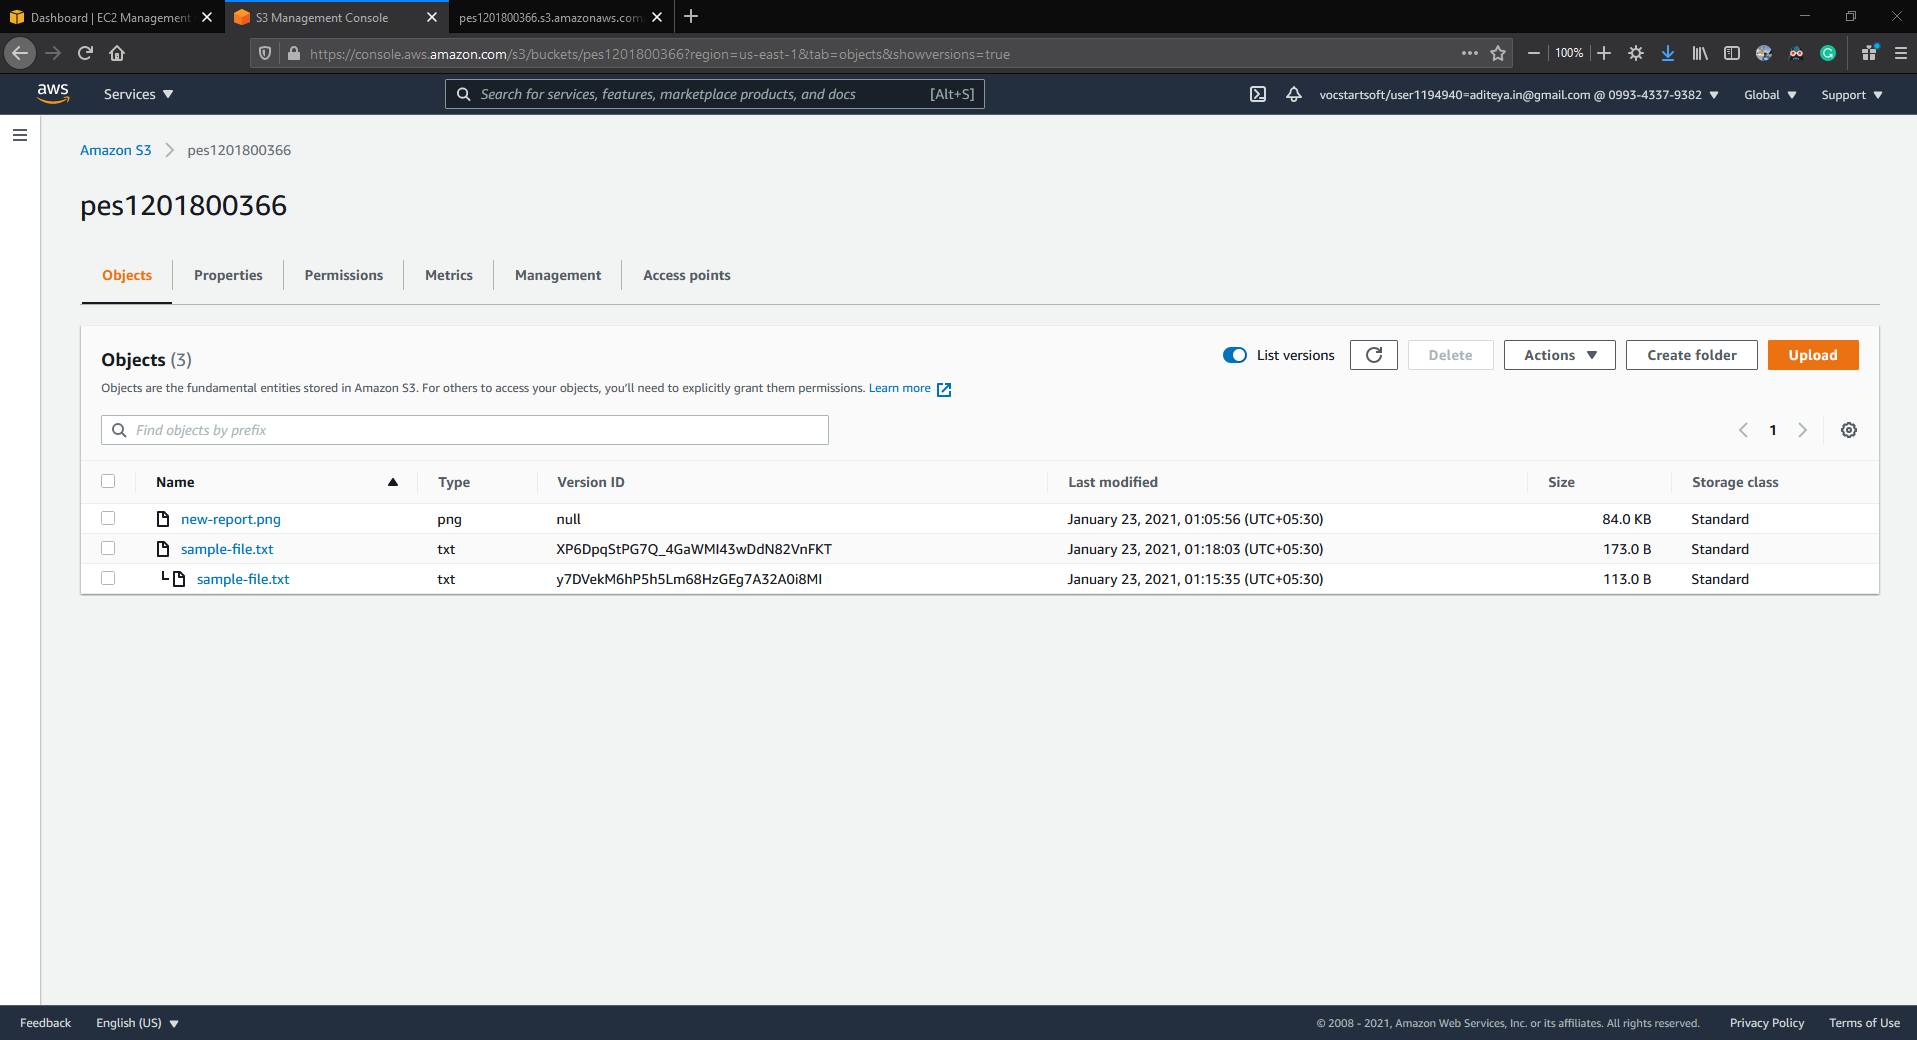 Dashboard | EC2 Management
S3 Management Console
pes1201800366.s3.amazonaws.com
https://console.aws.amazon.com/s3/buckets/pes1201800366?region=us-east-1&tab=objects&showversions=true
100%
aws
Services
Search for services, features, marketplace products, and docs
[Alt+S]
vocstartsoft/user1194940=aditeya.in@gmail.com @ 0993-4337-9382
Global
Support
Amazon S3
pes1201800366
pes1201800366
Objects
Properties
Permissions
Metrics
Management
Access points
Objects (3)
List versions
Delete
Actions
Create folder
Upload
Objects are the fundamental entities stored in Amazon S3. For others to access your objects, you'll need to explicitly grant them permissions. Learn more
Find objects by prefix
1
Name Type Version ID Last modified Size Storage class
new-report.png png null January 23, 2021, 01:05:56 (UTC+05:30) 84.0 KB Standard
sample-file.txt txt XP6DpqStPG7Q_4GaWMI43wDdN82VnFKT January 23, 2021, 01:18:03 (UTC+05:30) 173.0 B Standard
sample-file.txt txt y7DVekM6hP5h5Lm68HzGEg7A32A0i8MI January 23, 2021, 01:15:35 (UTC+05:30) 113.0 B Standard
Feedback
English (US)
© 2008 - 2021, Amazon Web Services, Inc. or its affiliates. All rights reserved.
Privacy Policy
Terms of Use